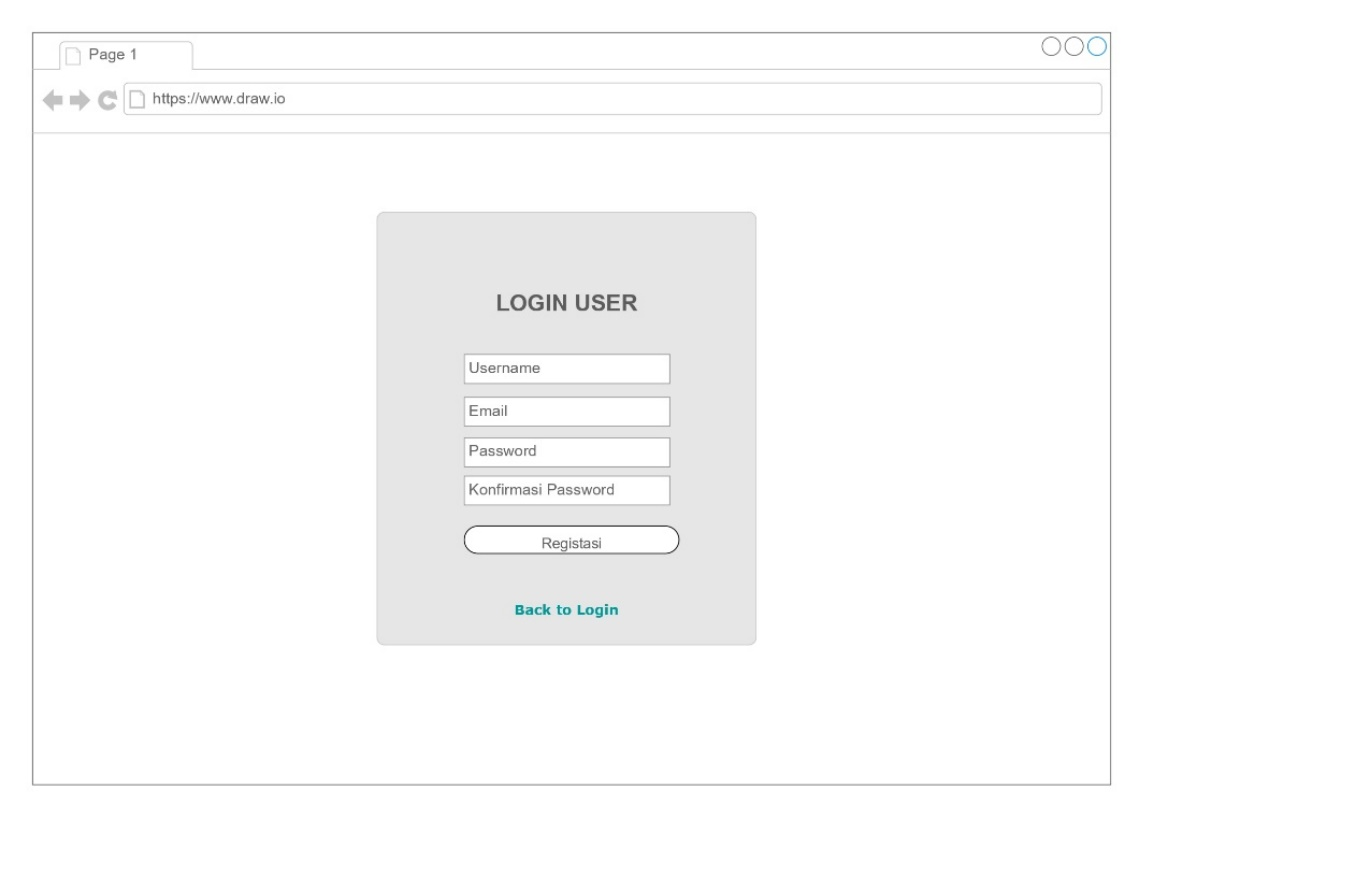 Page 1
https://www.draw.io
LOGIN USER
Username
Email
Password
Konfirmasi Password
Registasi
Back to Login